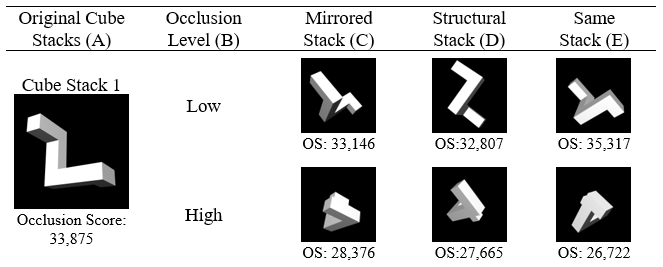 Original Cube Stacks (A)
Occlusion Level (B)
Mirrored Stack (C)
Structural Stack (D)
Same Stack (E)
Cube Stack 1
Occlusion Score: 33,875
Low
OS: 33,146
OS:32,807
OS: 35,317
High
OS: 28,376
OS:27,665
OS: 26,722